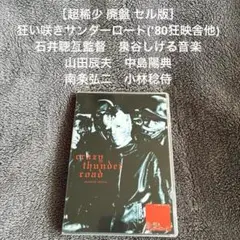 [超稀少 廃盤 セル版]
狂い咲きサンダーロード('80狂映舎他)
石井聰亙監督　泉谷しげる音楽
山田辰夫　中島陽典
南条弘二　小林稔侍
crazy
thunder
road